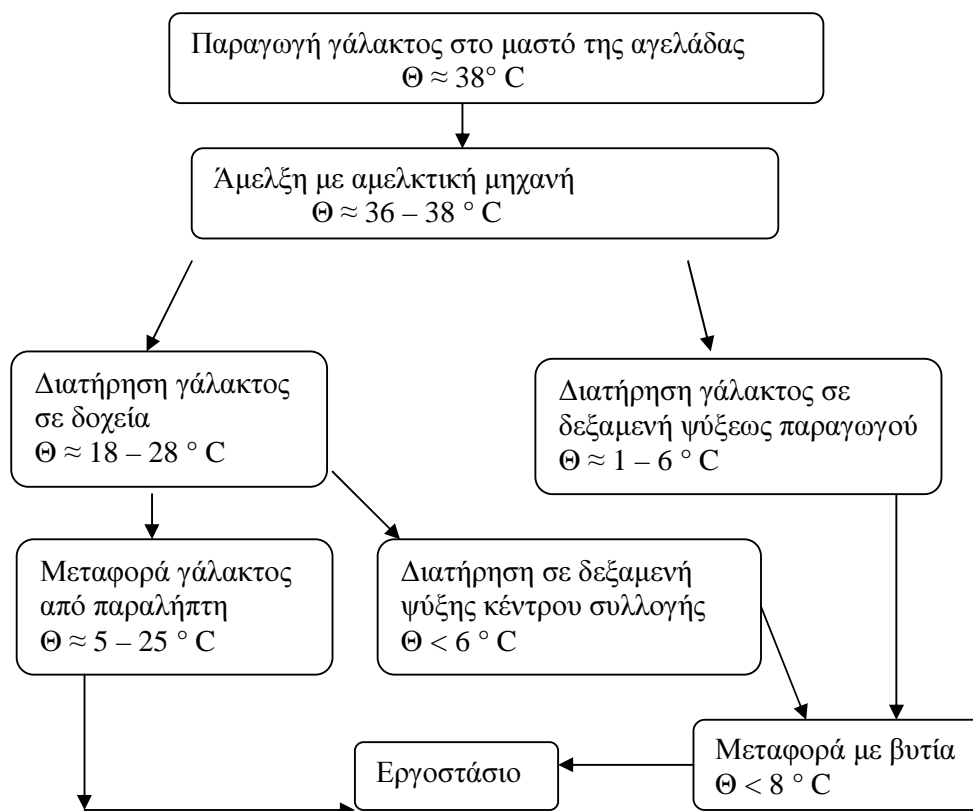 Παραγωγή γάλακτος στο μαστό της αγελάδας
Θ ≈ 38° C
Άμελξη με αμελκτική μηχανή
Θ ≈ 36 – 38 ° C
Διατήρηση γάλακτος
σε δοχεία
Θ ≈ 18 – 28 ° C
Διατήρηση γάλακτος σε
δεξαμενή ψύξεως παραγωγού
Θ ≈ 1 – 6 ° C
Μεταφορά γάλακτος
από παραλήπτη
Θ ≈ 5 – 25 ° C
Διατήρηση σε δεξαμενή
ψύξης κέντρου συλλογής
Θ < 6 ° C
Εργοστάσιο
Μεταφορά με βυτία
Θ < 8 ° C